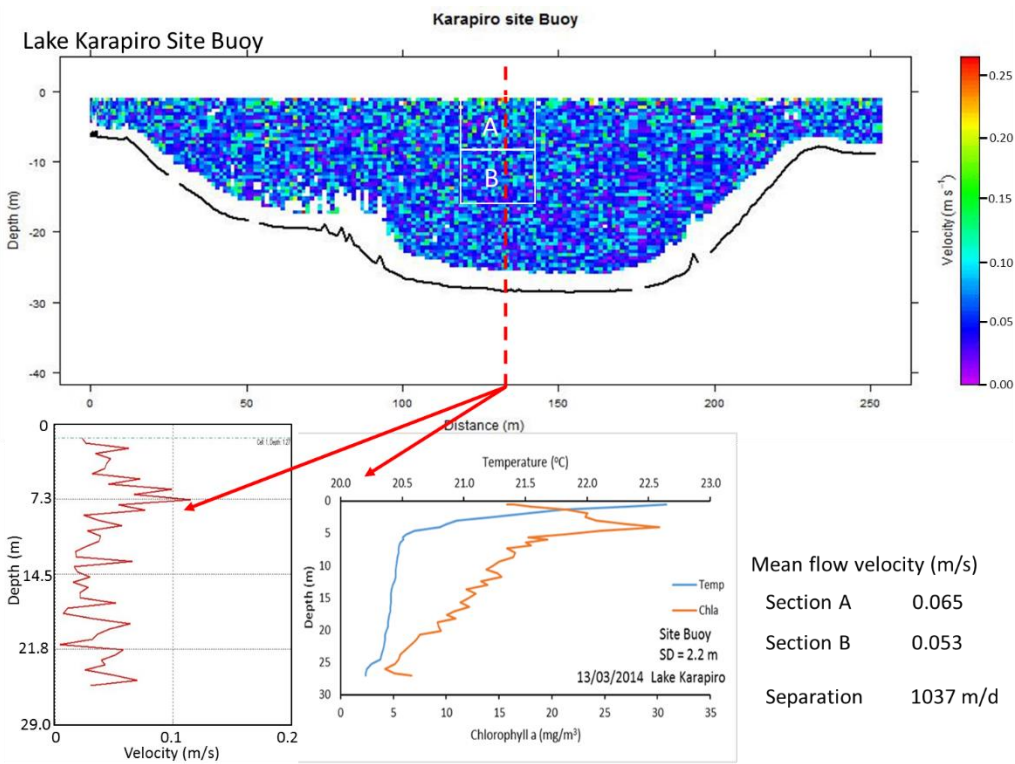 Karapiro site Buoy
Lake Karapiro Site Buoy
0
-10
-20
-30
-40
Depth (m)
A
B
0.25
0.20
0.15
0.10
0.05
0.00
Velocity (m s⁻¹)
0 50 100 150 200 250
Distance (m)
0
7.3
14.5
21.8
29.0
Depth (m)
0 0.1 0.2
Velocity (m/s)
Temperature (⁰C)
20.0 20.5 21.0 21.5 22.0 22.5 23.0
0
5
10
15
20
25
30
Depth (m)
Temp
Chla
Site Buoy
SD = 2.2 m
13/03/2014 Lake Karapiro
0 5 10 15 20 25 30 35
Chlorophyll a (mg/m³)
Mean flow velocity (m/s)
Section A 0.065
Section B 0.053
Separation 1037 m/d